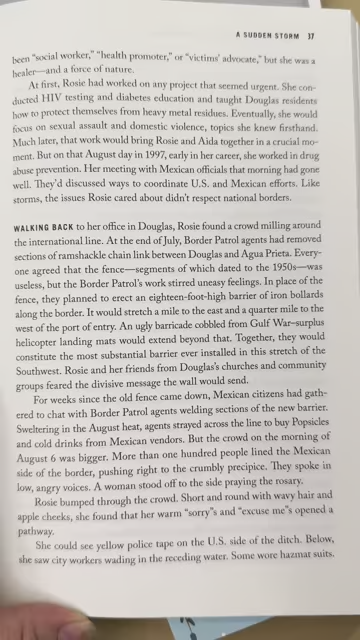 A SUDDEN STORM 37
been "social worker," "health promoter," or "victims' advocate," but she was a
healer—and a force of nature.
At first, Rosie had worked on any project that seemed urgent. She con-
ducted HIV testing and diabetes education and taught Douglas residents
how to protect themselves from heavy metal residues. Eventually, she would
focus on sexual assault and domestic violence, topics she knew firsthand.
Much later, that work would bring Rosie and Aida together in a crucial mo-
ment. But on that August day in 1997, early in her career, she worked in drug
abuse prevention. Her meeting with Mexican officials that morning had gone
well. They'd discussed ways to coordinate U.S. and Mexican efforts. Like
storms, the issues Rosie cared about didn't respect national borders.
WALKING BACK to her office in Douglas, Rosie found a crowd milling around
the international line. At the end of July, Border Patrol agents had removed
sections of ramshackle chain link between Douglas and Agua Prieta. Every-
one agreed that the fence—segments of which dated to the 1950s—was
useless, but the Border Patrol's work stirred uneasy feelings. In place of the
fence, they planned to erect an eighteen-foot-high barrier of iron bollards
along the border. It would stretch a mile to the east and a quarter mile to the
west of the port of entry. An ugly barricade cobbled from Gulf War–surplus
helicopter landing mats would extend beyond that. Together, they would
constitute the most substantial barrier ever installed in this stretch of the
Southwest. Rosie and her friends from Douglas's churches and community
groups feared the divisive message the wall would send.
For weeks since the old fence came down, Mexican citizens had gath-
ered to chat with Border Patrol agents welding sections of the new barrier.
Sweltering in the August heat, agents strayed across the line to buy Popsicles
and cold drinks from Mexican vendors. But the crowd on the morning of
August 6 was bigger. More than one hundred people lined the Mexican
side of the border, pushing right to the crumbly precipice. They spoke in
low, angry voices. A woman stood off to the side praying the rosary.
Rosie bumped through the crowd. Short and round with wavy hair and
apple cheeks, she found that her warm "sorry"s and "excuse me"s opened a
pathway.
She could see yellow police tape on the U.S. side of the ditch. Below,
she saw city workers wading in the receding water. Some wore hazmat suits.